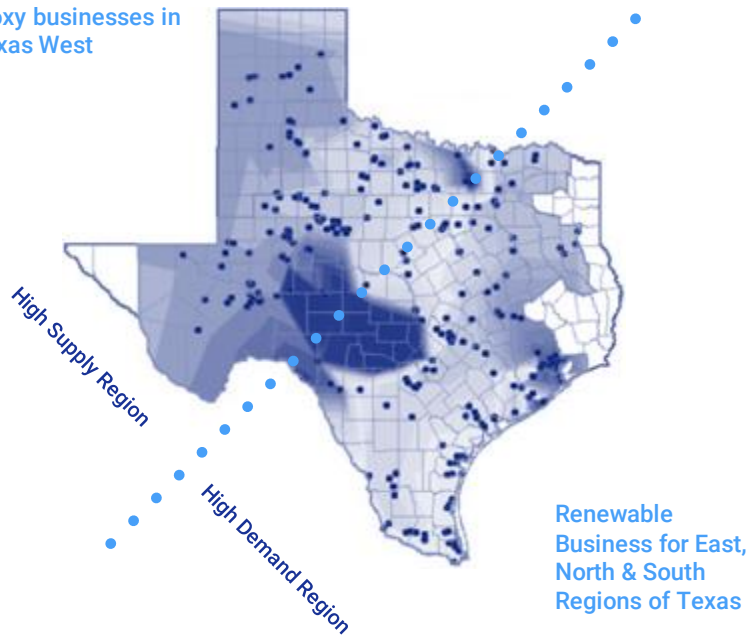 oxy businesses in
xas West
High Supply Region
High Demand Region
Renewable
Business for East,
North & South
Regions of Texas